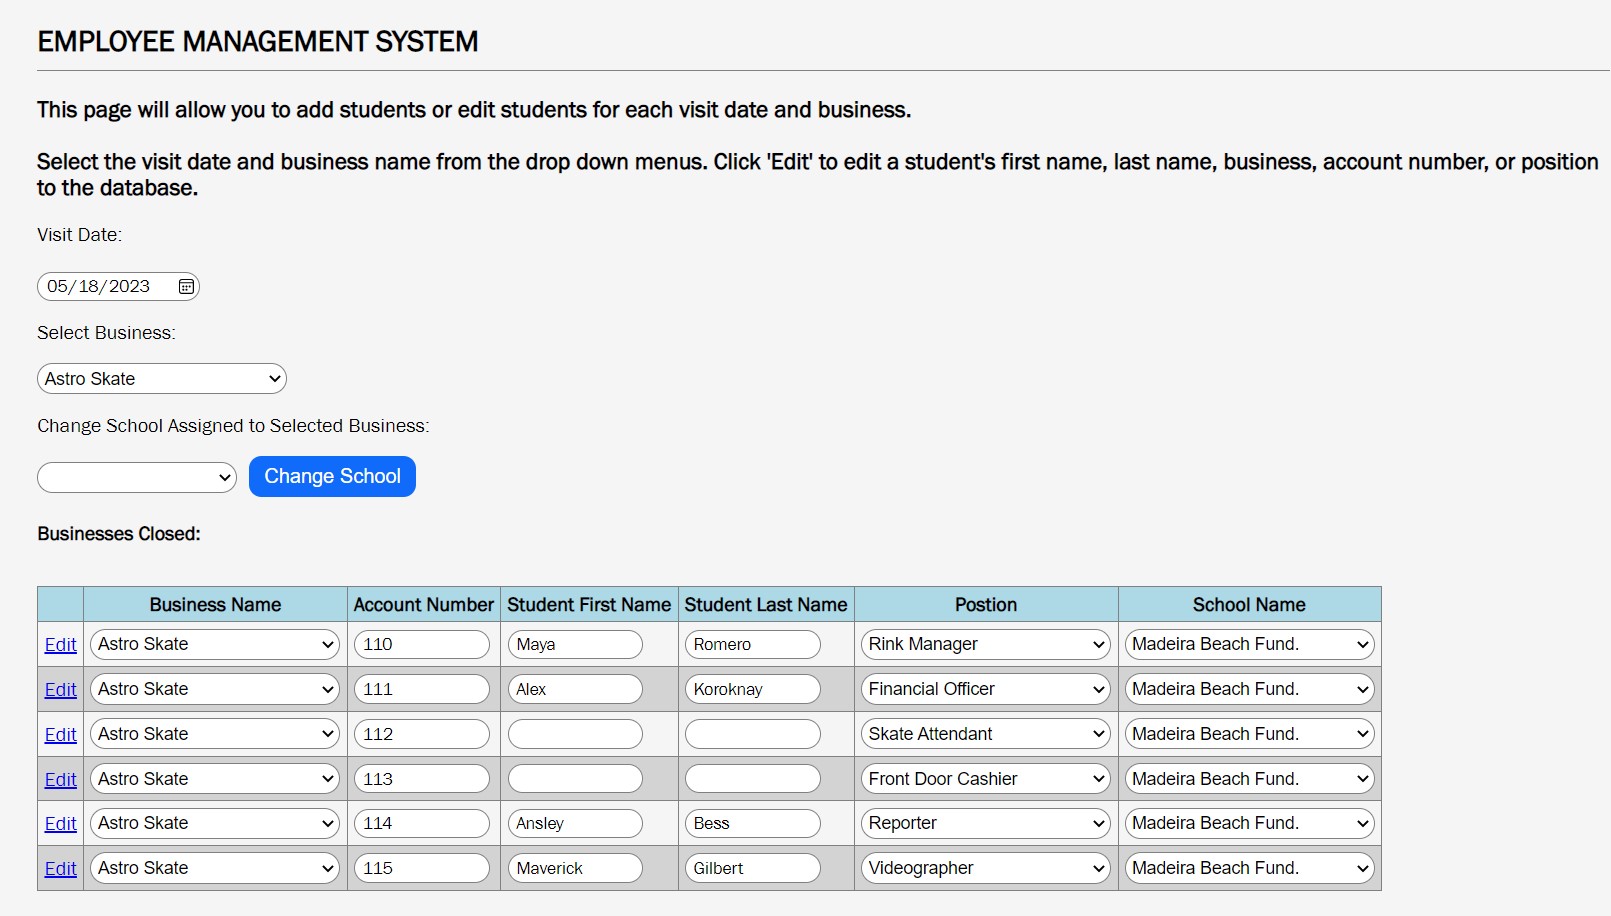 EMPLOYEE MANAGEMENT SYSTEM
This page will allow you to add students or edit students for each visit date and business.
Select the visit date and business name from the drop down menus. Click 'Edit' to edit a student's first name, last name, business, account number, or position
to the database.
Visit Date:
05/18/2023
Select Business:
Astro Skate
Change School Assigned to Selected Business:
Change School
Businesses Closed:
Business Name Account Number Student First Name Student Last Name Postion School Name
Edit Astro Skate 110 Maya Romero Rink Manager Madeira Beach Fund.
Edit Astro Skate 111 Alex Koroknay Financial Officer Madeira Beach Fund.
Edit Astro Skate 112 Skate Attendant Madeira Beach Fund.
Edit Astro Skate 113 Front Door Cashier Madeira Beach Fund.
Edit Astro Skate 114 Ansley Bess Reporter Madeira Beach Fund.
Edit Astro Skate 115 Maverick Gilbert Videographer Madeira Beach Fund.